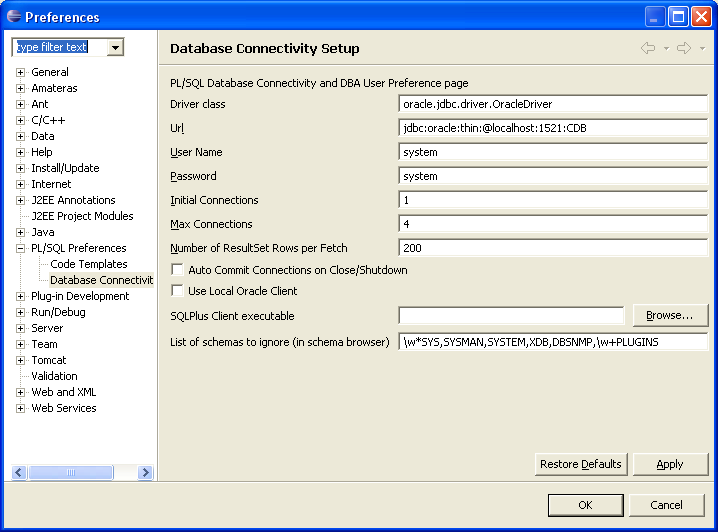 Preferences
type filter text
General
Amateras
Ant
C/C++
Data
Help
Install/Update
Internet
J2EE Annotations
J2EE Project Modules
Java
PL/SQL Preferences
Code Templates
Database Connectivit
Plug-in Development
Run/Debug
Server
Team
Tomcat
Validation
Web and XML
Web Services
Database Connectivity Setup
PL/SQL Database Connectivity and DBA User Preference page
Driver class oracle.jdbc.driver.OracleDriver
Url jdbc:oracle:thin:@localhost:1521:CDB
User Name system
Password system
Initial Connections 1
Max Connections 4
Number of ResultSet Rows per Fetch 200
Auto Commit Connections on Close/Shutdown
Use Local Oracle Client
SQLPlus Client executable Browse...
List of schemas to ignore (in schema browser) \w*SYS,SYSMAN,SYSTEM,XDB,DBSNMP,\w+PLUGINS
Restore Defaults Apply
OK Cancel